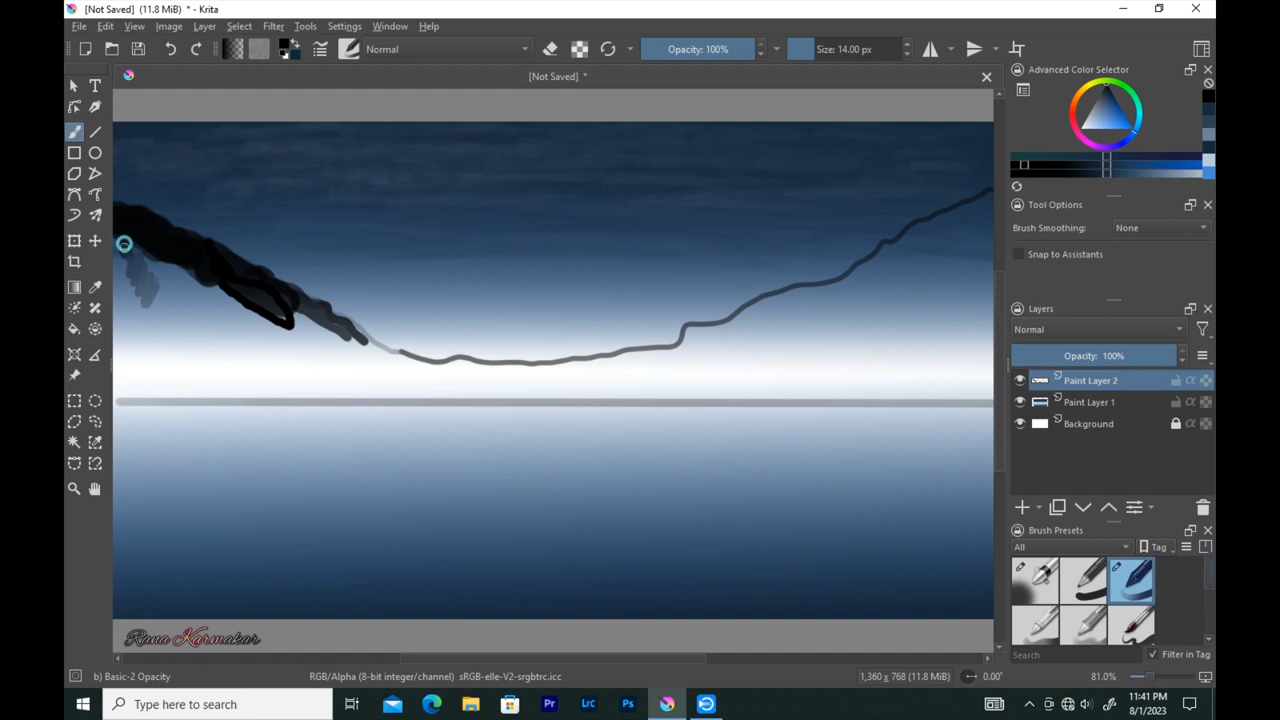 [Not Saved] (11.8 MiB) * - Krita
File Edit View Image Layer Select Filter Tools Settings Window Help
Normal Opacity: 100% Size: 14.00 px
[Not Saved] *
Advanced Color Selector
Tool Options
Brush Smoothing: None
Snap to Assistants
Layers
Normal
Opacity: 100%
Paint Layer 2
Paint Layer 1
Background
Brush Presets
All Tag
Search Filter in Tag
Rana Karmakar
b) Basic-2 Opacity RGB/Alpha (8-bit integer/channel) sRGB-elle-V2-srgbtrc.icc 1,360 x 768 (11.8 MiB) 0.00° 81.0%
Type here to search Pr Lrc Ps 11:41 PM
8/1/2023